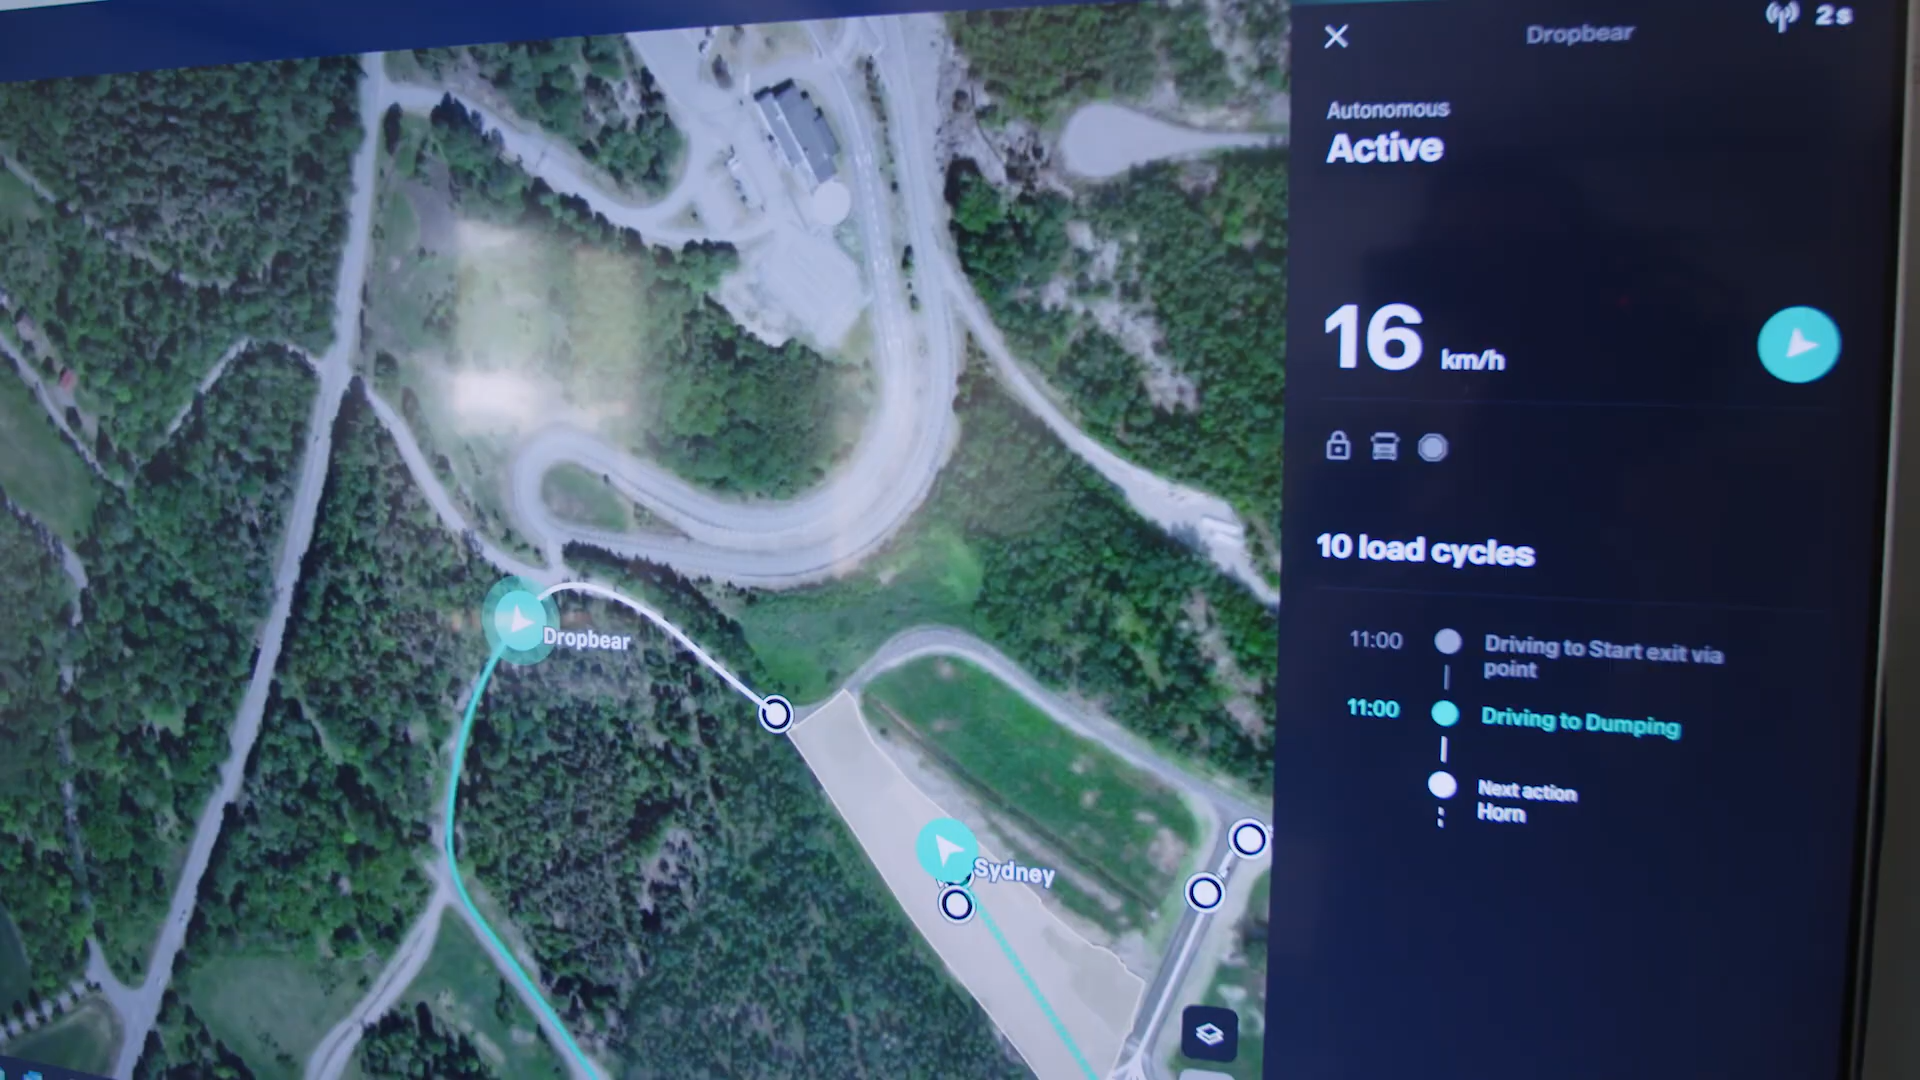 Dropbear
2s
Autonomous
Active
16 km/h
10 load cycles
11:00
Driving to Start exit via
point
11:00
Driving to Dumping
Next action
Horn
Dropbear
Sydney